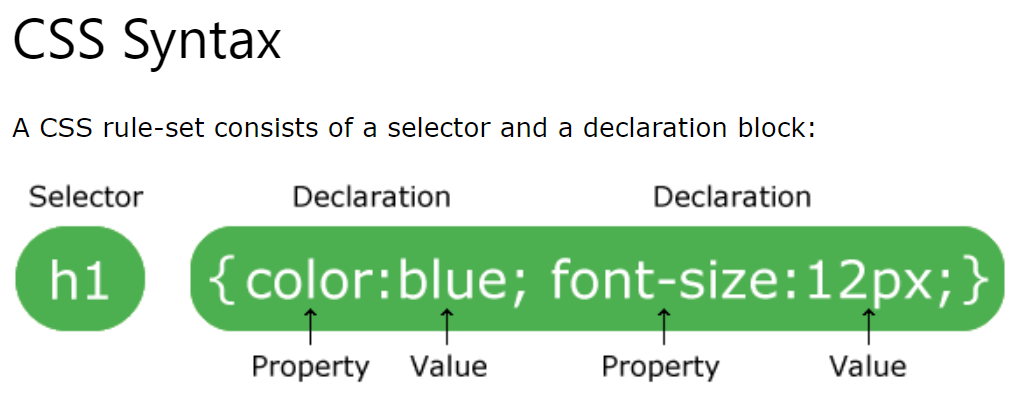 CSS Syntax
A CSS rule-set consists of a selector and a declaration block:
Selector Declaration Declaration
h1 {color:blue; font-size:12px;}
Property Value Property Value